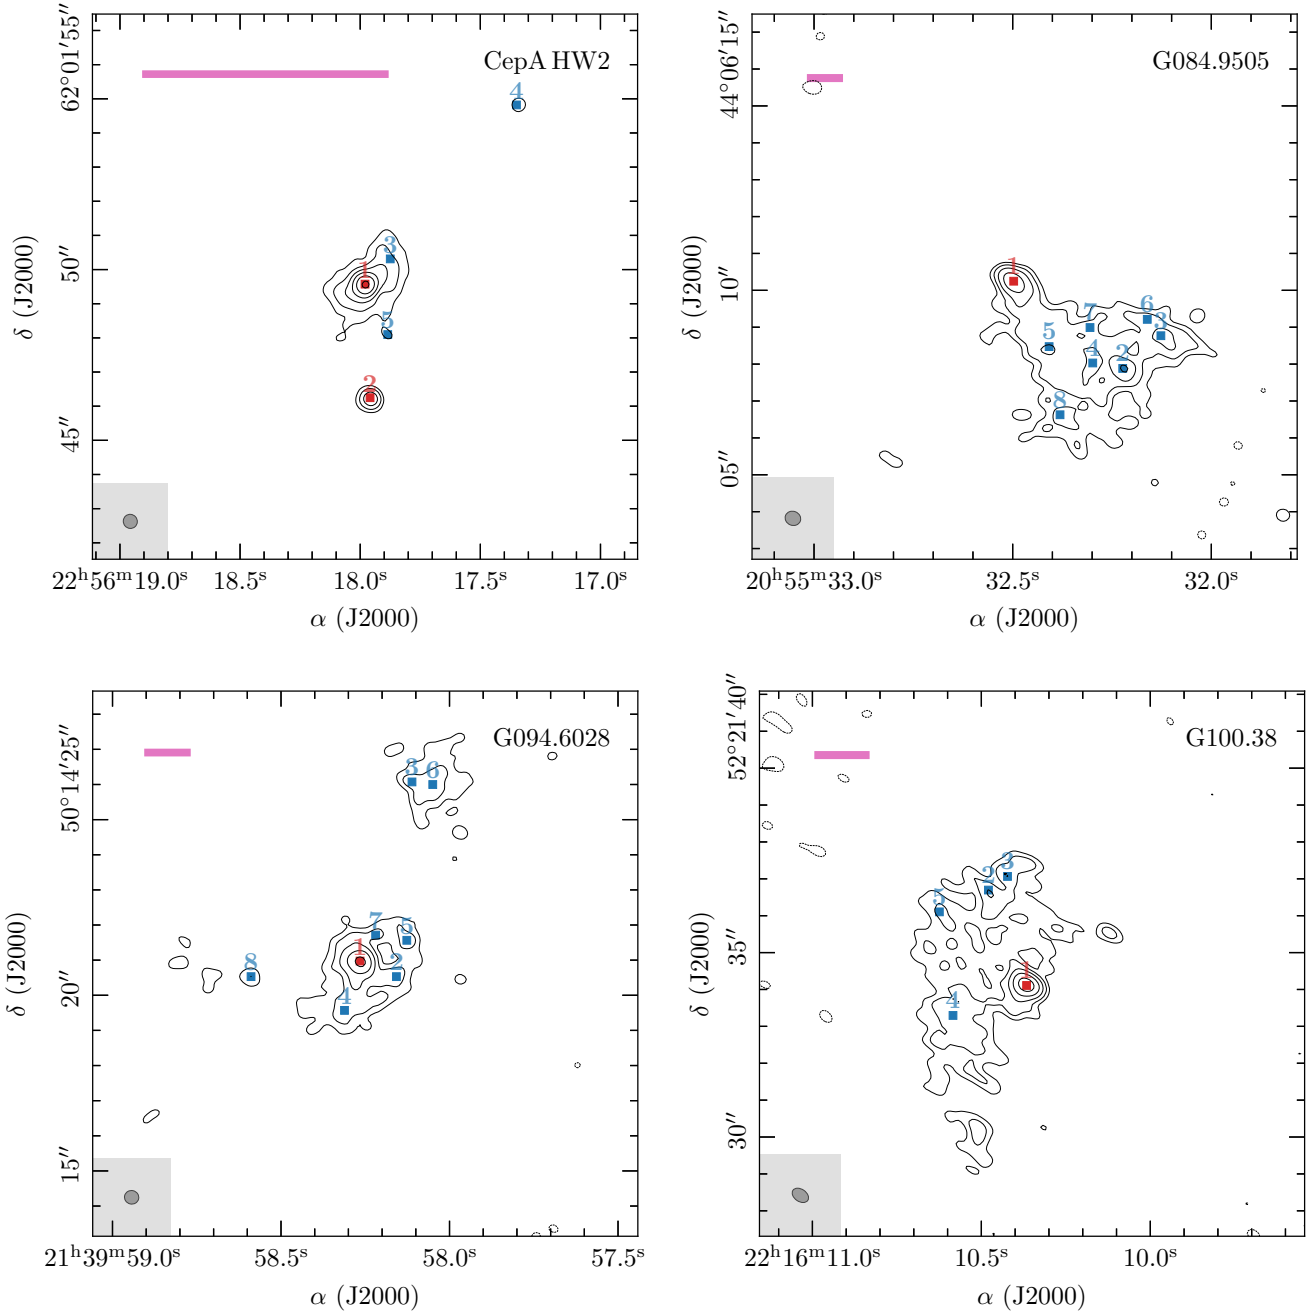 CepA HW2
62°01′55″
50″
45″
δ (J2000)
4
3
1
5
2
22ʰ56ᵐ19.0ˢ 18.5ˢ 18.0ˢ 17.5ˢ 17.0ˢ
α (J2000)
G084.9505
44°06′15″
10″
05″
δ (J2000)
1
6
7
3
5
4
2
8
20ʰ55ᵐ33.0ˢ 32.5ˢ 32.0ˢ
α (J2000)
G094.6028
50°14′25″
20″
15″
δ (J2000)
3 6
7 5
1
8 2
4
21ʰ39ᵐ59.0ˢ 58.5ˢ 58.0ˢ 57.5ˢ
α (J2000)
G100.38
52°21′40″
35″
30″
δ (J2000)
3
2
5
1
4
22ʰ16ᵐ11.0ˢ 10.5ˢ 10.0ˢ
α (J2000)